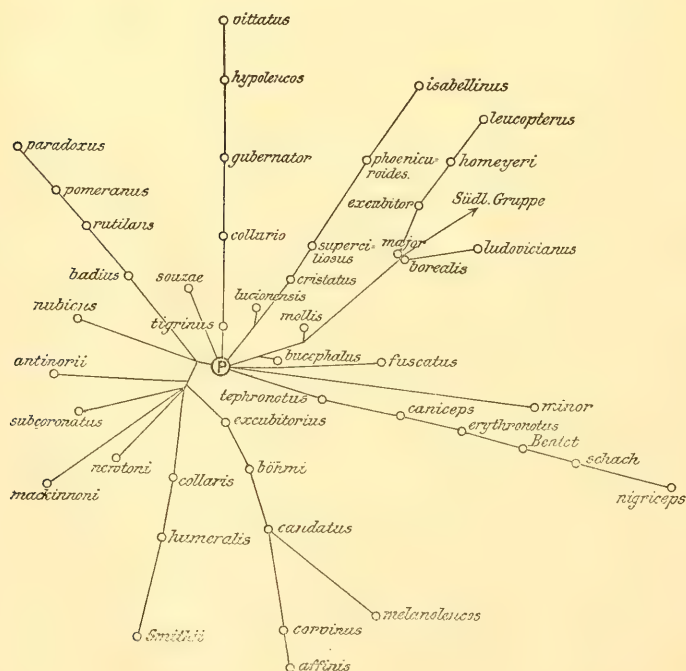 vittatus
hypoleucos
isabellinus
leucopterus
paradoxus
gubernator
phoenicu-
roides.
homeyeri
pomeranus
excubitor
Südl. Gruppe
rutilans
collurio
superci-
liosus
major
ludovicianus
borealis
badius
souzae
cristatus
nubicus
lucionensis
tigrinus
mollis
antinorii
P
bucephalus
fuscatus
subcoronatus
tephronotus
minor
excubitorius
caniceps
erythronotus
Bentet
newtoni
mackinnoni
collaris
böhmi
schach
nigriceps
humeralis
caudatus
melanoleucos
Smithii
corvinus
affinis